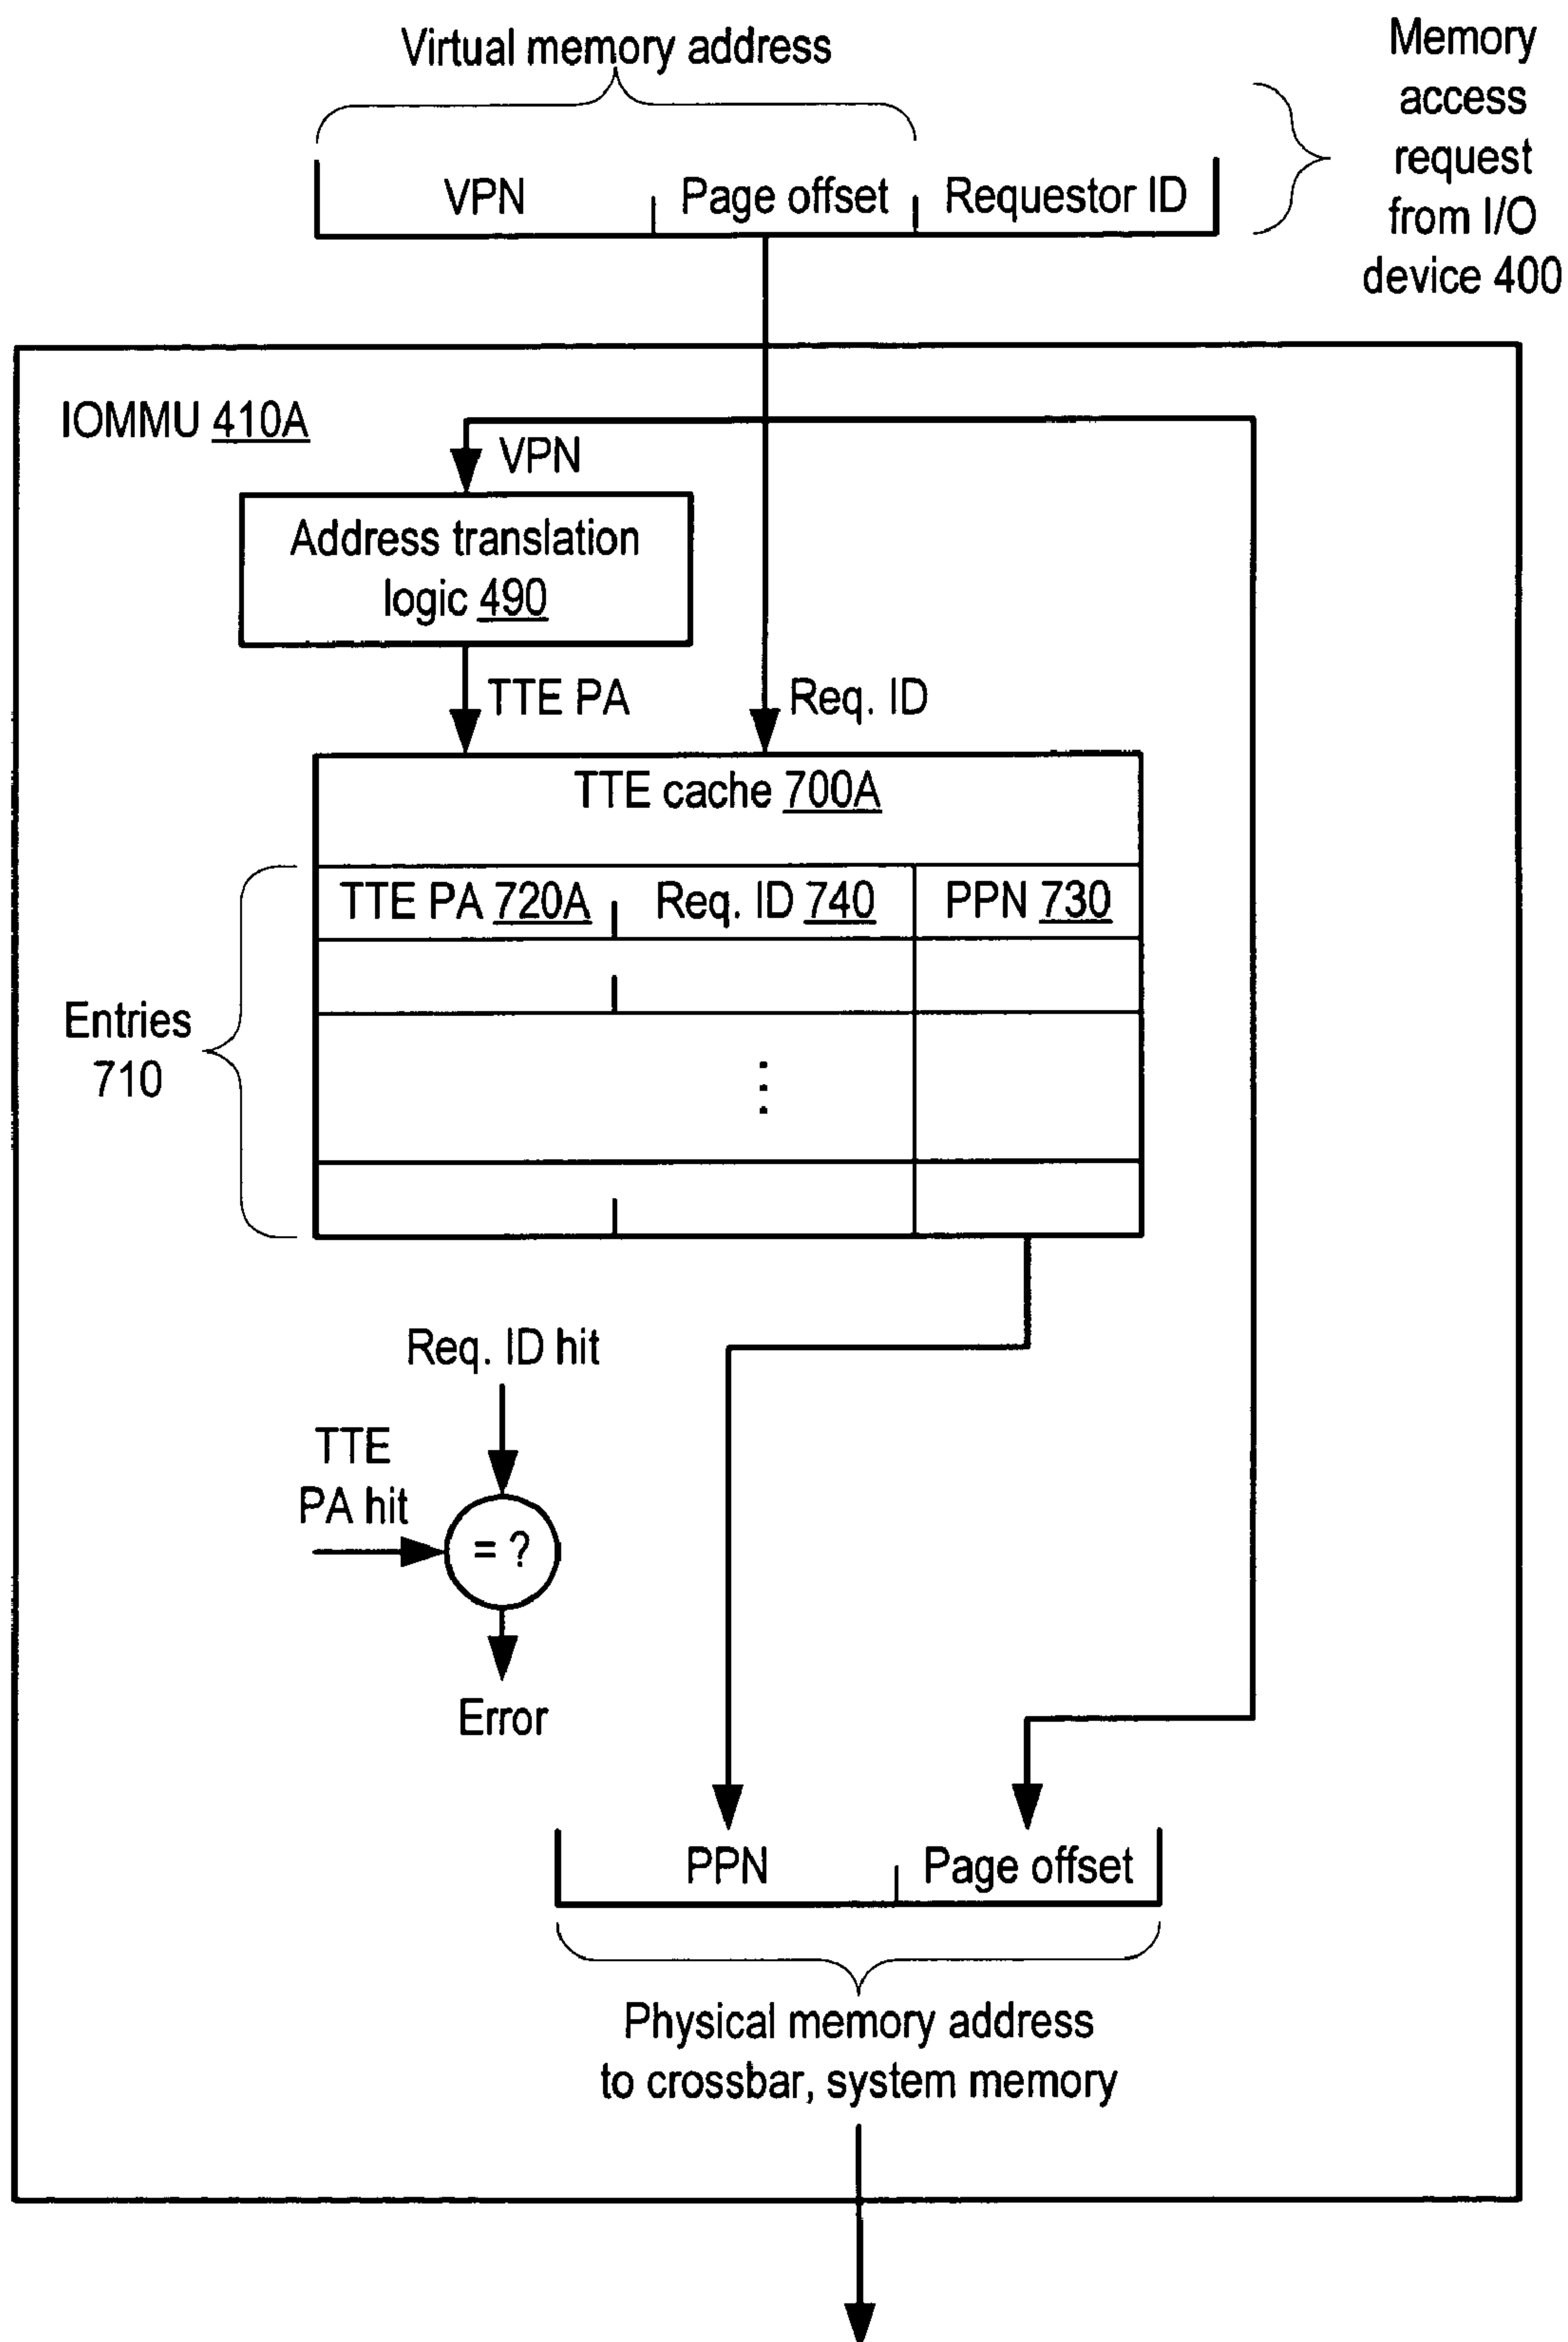 Virtual memory address
Memory
access
request
from I/O
device 400
VPN
Page offset
Requestor ID
IOMMU 410A
VPN
Address translation
logic 490
TTE PA
Req. ID
TTE cache 700A
TTE PA 720A
Req. ID 740
PPN 730
Entries
710
⋮
Req. ID hit
TTE
PA hit
= ?
Error
PPN
Page offset
Physical memory address
to crossbar, system memory